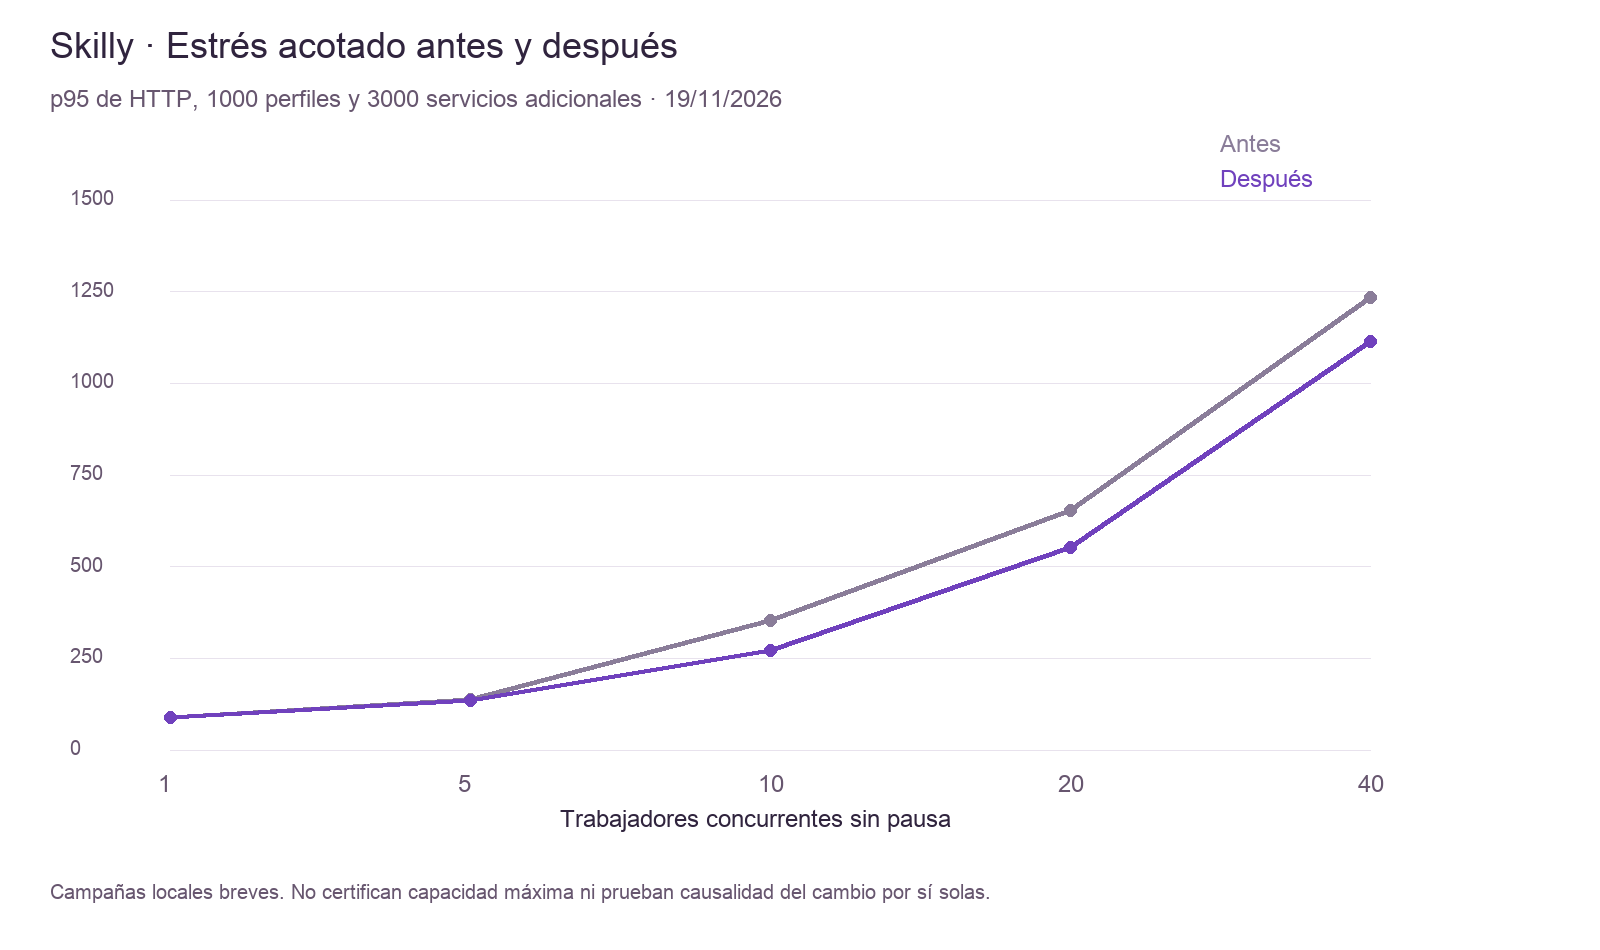 Skilly · Estrés acotado antes y después
p95 de HTTP, 1000 perfiles y 3000 servicios adicionales · 19/11/2026
Antes
Después
1500
1250
1000
750
500
250
0
1 5 10 20 40
Trabajadores concurrentes sin pausa
Campañas locales breves. No certifican capacidad máxima ni prueban causalidad del cambio por sí solas.